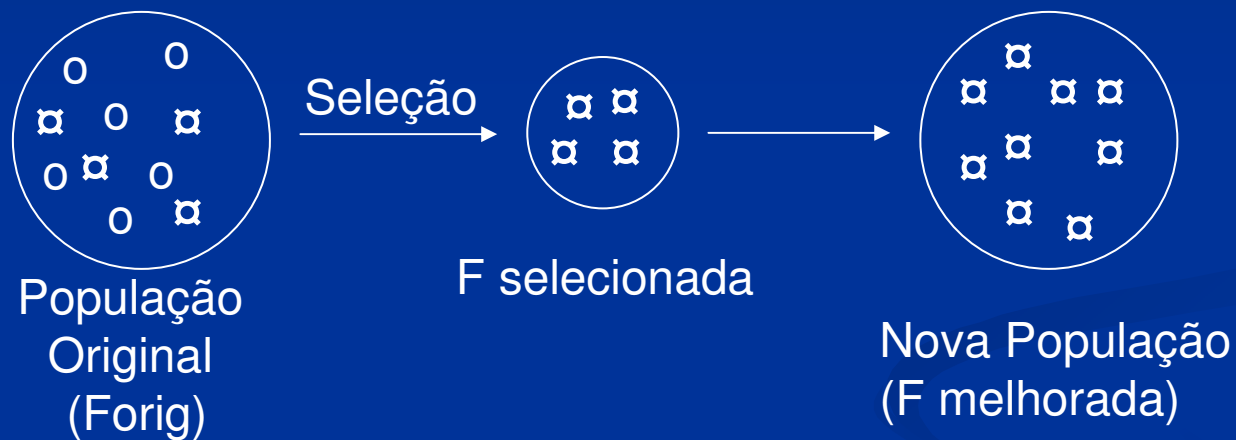 o o
¤ o ¤
o ¤ o
o ¤
População
Original
(Forig)
Seleção
¤ ¤
¤ ¤
F selecionada
¤
¤ ¤ ¤
¤ ¤ ¤
¤ ¤
Nova População
(F melhorada)